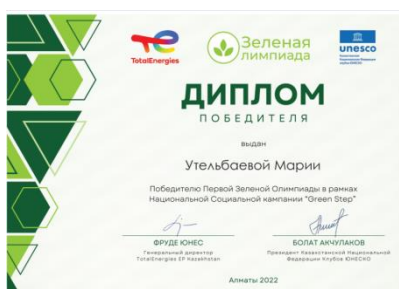 TotalEnergies
Зеленая
лимпиада
unesco
ДИПЛОМ
ПОБЕДИТЕЛЯ
выдан
Утельбаевой Марии
Победителю Первой Зеленой Олимпиады в рамках
Национальной Социальной кампании "Green Step"
ФРУДЕ ЮНЕС
Генеральный директор
TotalEnergies EP Kazakhstan
БОЛАТ АКЧУЛАКОВ
Президент Казахстанской Национальной
Федерации Клубов ЮНЕСКО
Алматы 2022